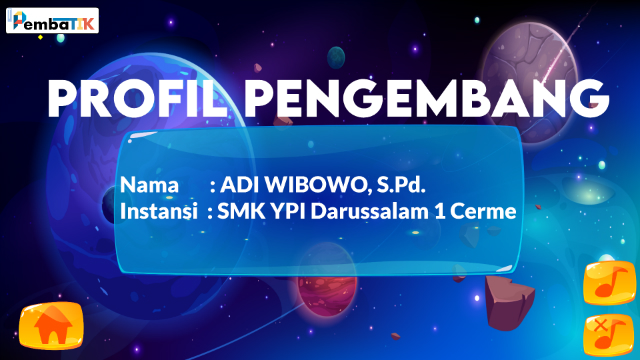 PembaTIK
PROFIL PENGEMBANG
Nama : ADI WIBOWO, S.Pd.
Instansi : SMK YPI Darussalam 1 Cerme